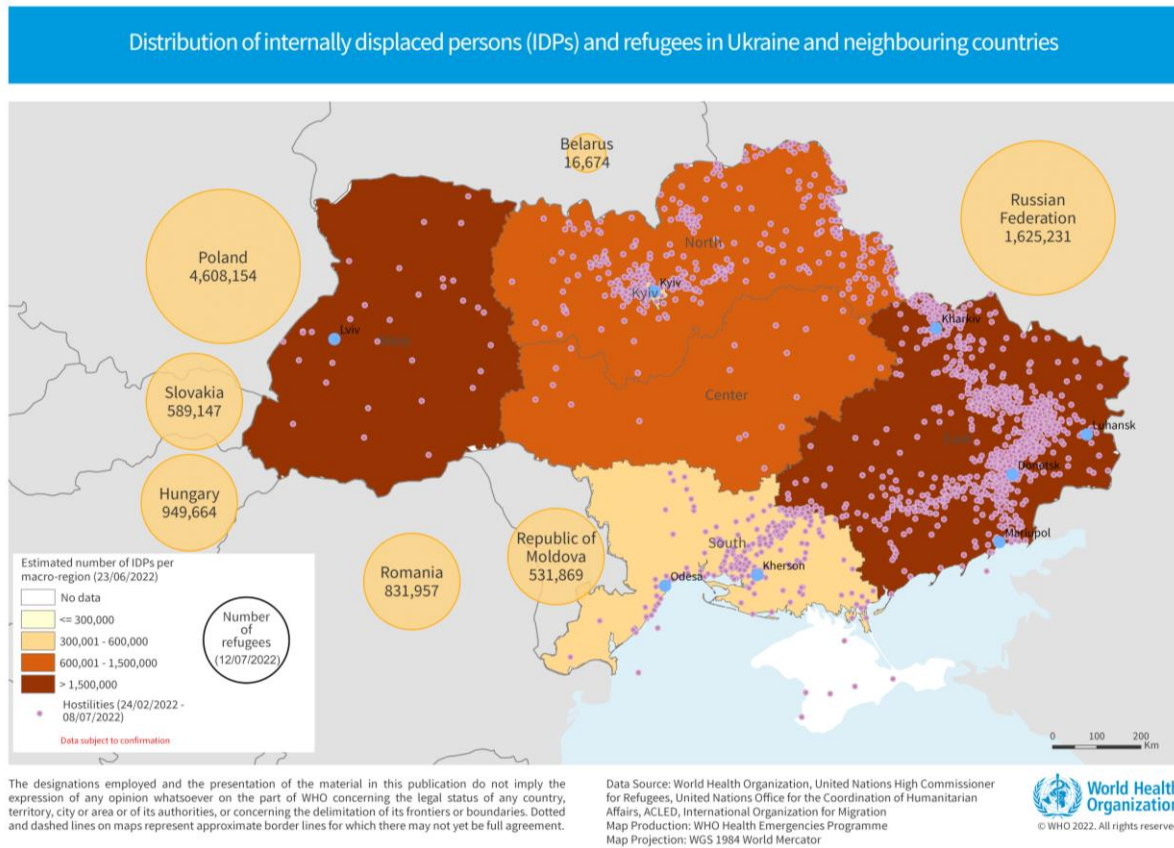 Distribution of internally displaced persons (IDPs) and refugees in Ukraine and neighbouring countries
Belarus
16,674
Russian
Federation
1,625,231
Poland
4,608,154
North
Kyiv
Kyiv
Kharkiv
Lviv
Slovakia
589,147
Center
Luhansk
Donetsk
Hungary
949,664
Mariupol
Republic of
Moldova
531,869
South
Kherson
Odesa
Romania
831,957
Estimated number of IDPs per
macro-region (23/06/2022)
No data
<= 300,000
300,001 - 600,000
600,001 - 1,500,000
> 1,500,000
Hostilities (24/02/2022 -
08/07/2022)
Data subject to confirmation
Number
of
refugees
(12/07/2022)
0 100 200
Km
The designations employed and the presentation of the material in this publication do not imply the
expression of any opinion whatsoever on the part of WHO concerning the legal status of any country,
territory, city or area or of its authorities, or concerning the delimitation of its frontiers or boundaries. Dotted
and dashed lines on maps represent approximate border lines for which there may not yet be full agreement.
Data Source: World Health Organization, United Nations High Commissioner
for Refugees, United Nations Office for the Coordination of Humanitarian
Affairs, ACLED, International Organization for Migration
Map Production: WHO Health Emergencies Programme
Map Projection: WGS 1984 World Mercator
World Health
Organization
© WHO 2022. All rights reserve